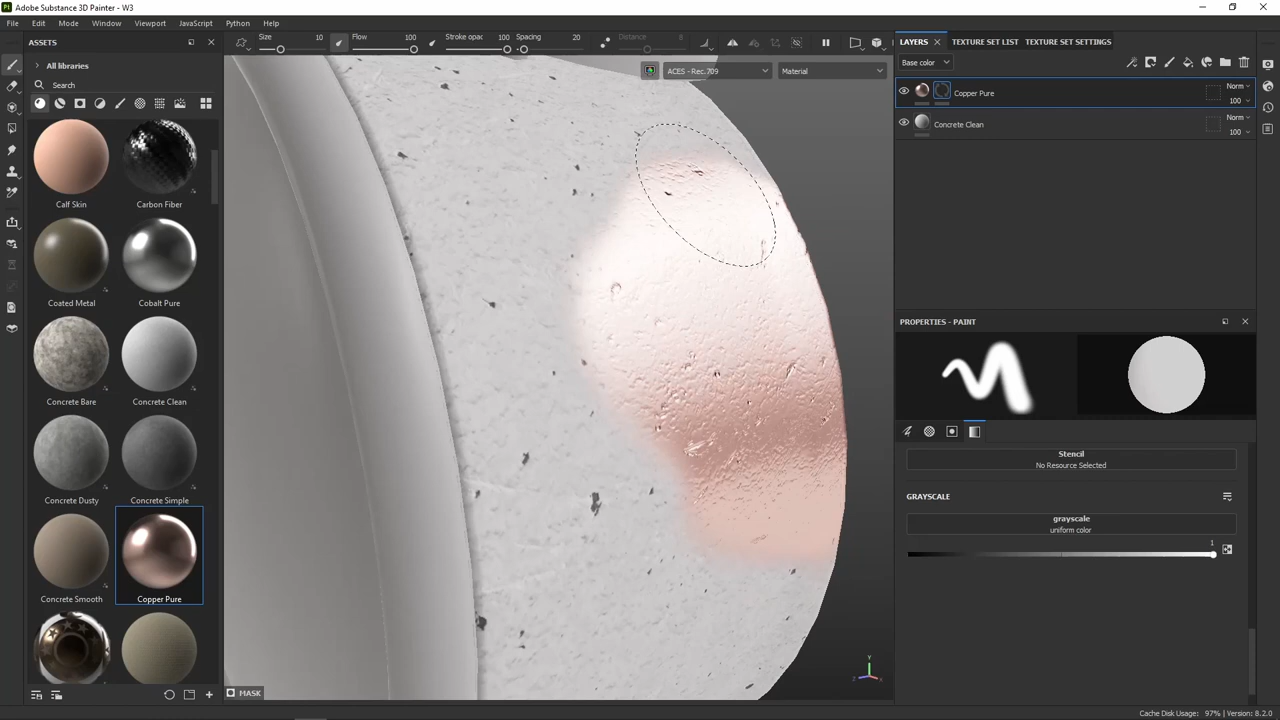 Pt Adobe Substance 3D Painter - W3
File Edit Mode Window Viewport JavaScript Python Help
ASSETS
Size 10 Flow 100 Stroke opac 100 Spacing 20 Distance 8
LAYERS TEXTURE SET LIST TEXTURE SET SETTINGS
All libraries
Search
ACES - Rec.709
Material
Base color
Norm
Copper Pure
100
Norm
Concrete Clean
100
Calf Skin Carbon Fiber
Coated Metal Cobalt Pure
Concrete Bare Concrete Clean
Concrete Dusty Concrete Simple
Concrete Smooth Copper Pure
PROPERTIES - PAINT
Stencil
No Resource Selected
GRAYSCALE
grayscale
uniform color
1
Y
Z X
MASK
Cache Disk Usage: 97% | Version: 8.2.0